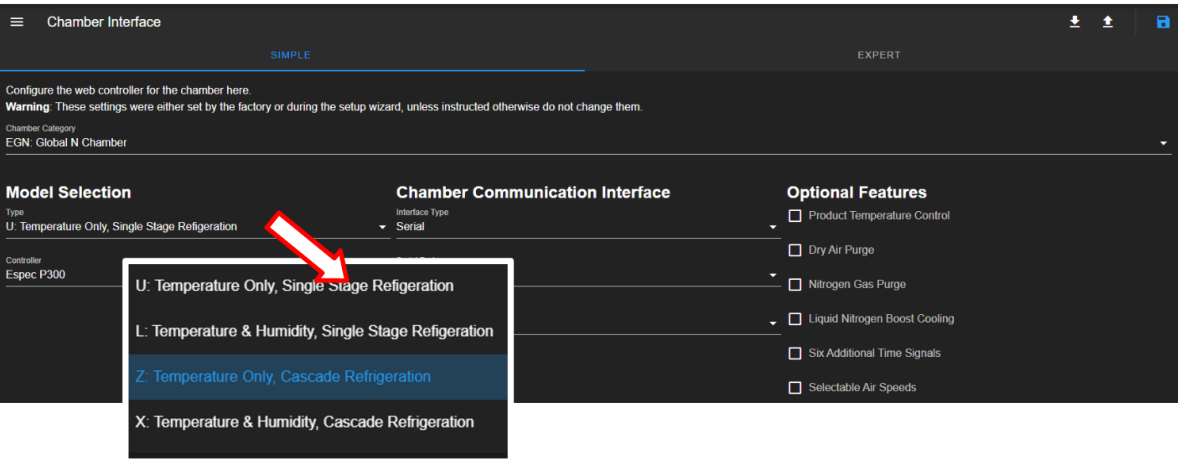 Chamber Interface
SIMPLE
EXPERT
Configure the web controller for the chamber here.
Warning: These settings were either set by the factory or during the setup wizard, unless instructed otherwise do not change them.
Chamber Category
EGN: Global N Chamber
Model Selection
Type
U: Temperature Only, Single Stage Refigeration
Controller
Espec P300
Chamber Communication Interface
Interface Type
Serial
Optional Features
Product Temperature Control
Dry Air Purge
Nitrogen Gas Purge
Liquid Nitrogen Boost Cooling
Six Additional Time Signals
Selectable Air Speeds
U: Temperature Only, Single Stage Refigeration
L: Temperature & Humidity, Single Stage Refigeration
Z: Temperature Only, Cascade Refrigeration
X: Temperature & Humidity, Cascade Refrigeration